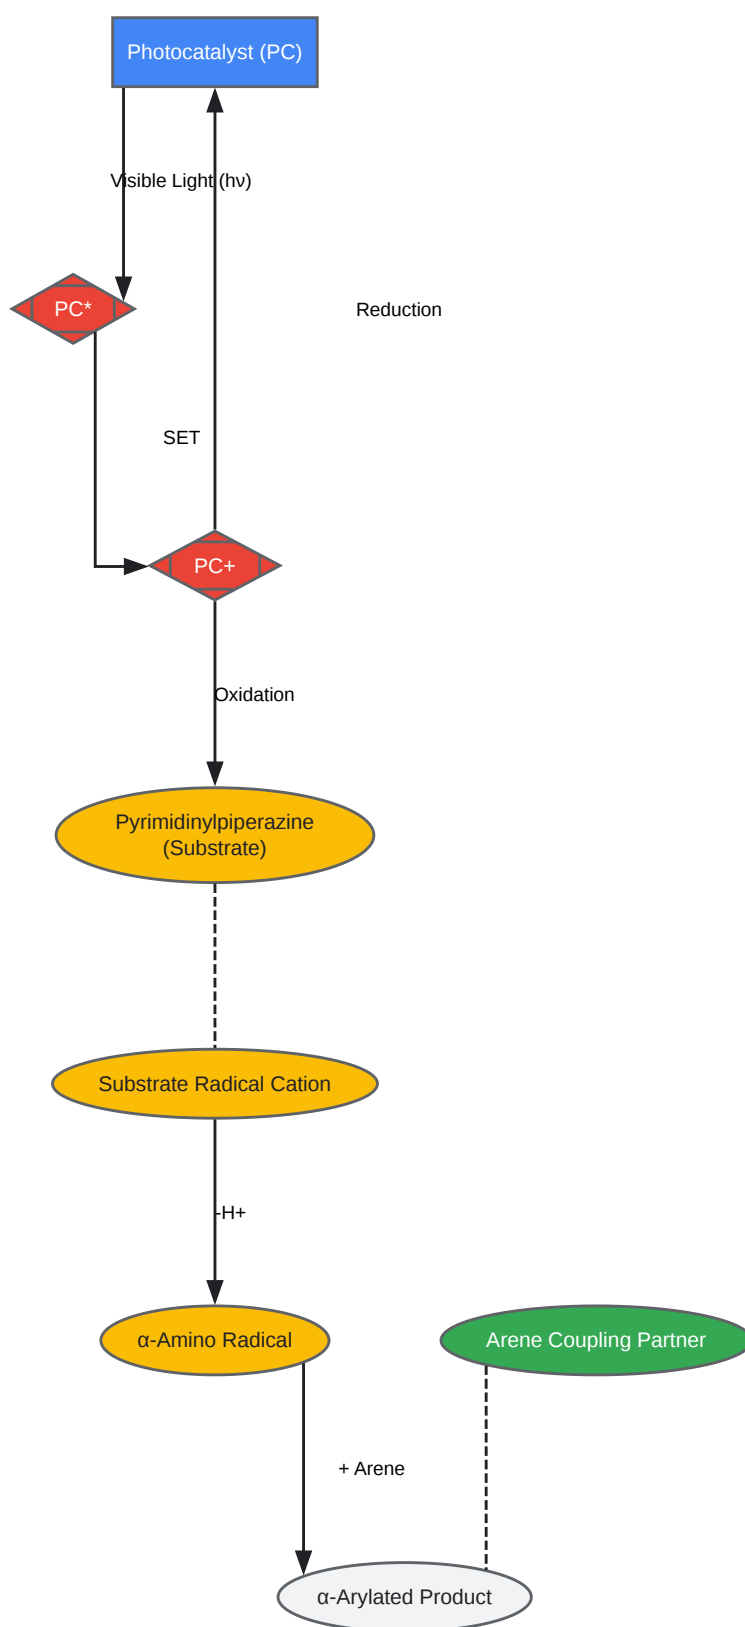 Photocatalyst (PC)
Visible Light (hν)
PC*
Reduction
SET
PC+
Oxidation
Pyrimidinylpiperazine
(Substrate)
Substrate Radical Cation
-H+
α-Amino Radical
Arene Coupling Partner
+ Arene
α-Arylated Product